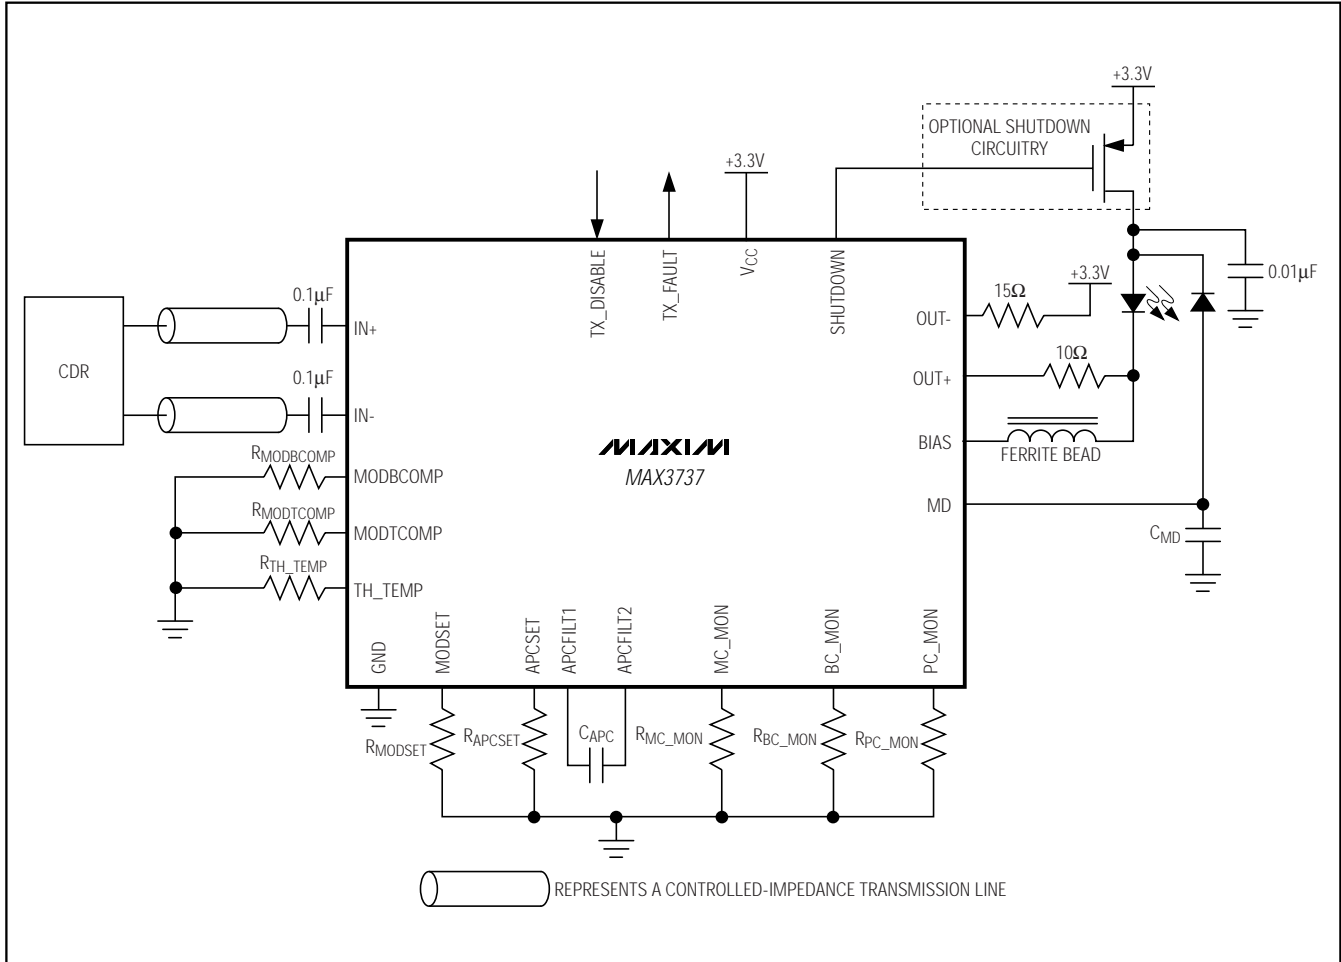 +3.3V
OPTIONAL SHUTDOWN
CIRCUITRY
+3.3V
TX_DISABLE
TX_FAULT
VCC
SHUTDOWN
0.01µF
+3.3V
15Ω
OUT-
10Ω
OUT+
BIAS
FERRITE BEAD
MD
CMD
CDR
0.1µF
IN+
0.1µF
IN-
RMODBCOMP
MODBCOMP
RMODTCOMP
MODTCOMP
RTH_TEMP
TH_TEMP
MAXIM
MAX3737
GND
MODSET
APCSET
APCFILT1
APCFILT2
MC_MON
BC_MON
PC_MON
RMODSET
RAPCSET
CAPC
RMC_MON
RBC_MON
RPC_MON
REPRESENTS A CONTROLLED-IMPEDANCE TRANSMISSION LINE